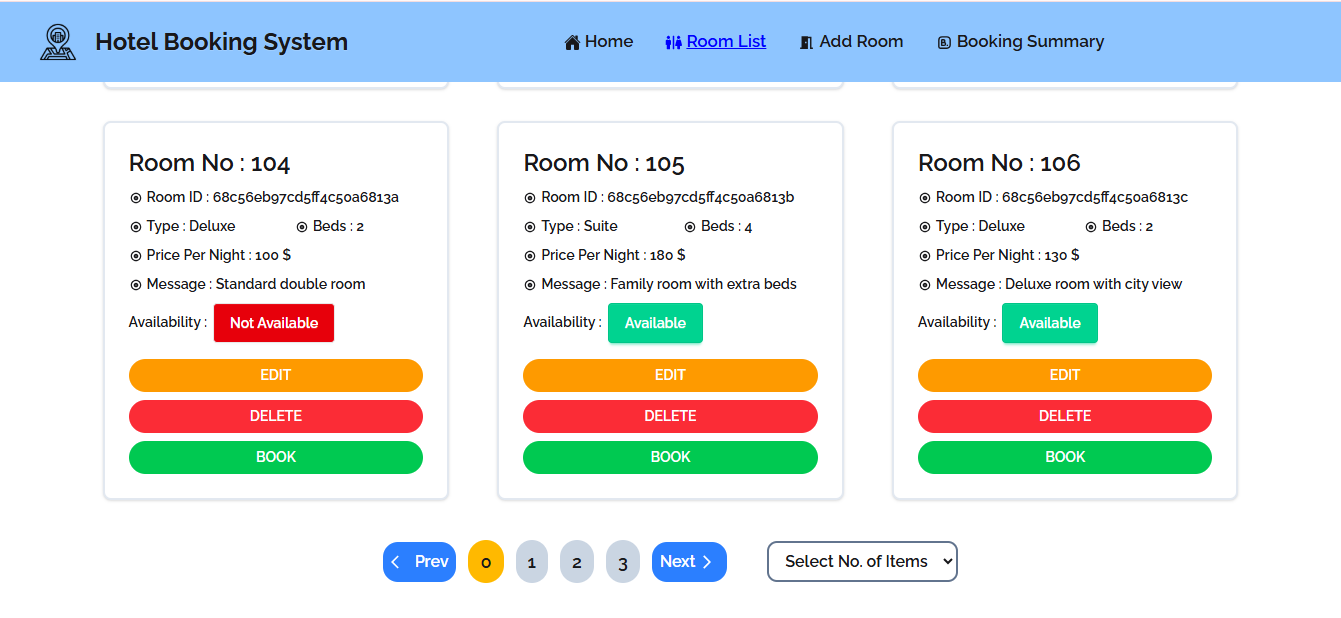 Hotel Booking System
Home
Room List
Add Room
B.
Booking Summary
Room No : 104
Room ID : 68c56eb97cd5ff4c50a6813a
Type : Deluxe
Beds : 2
Price Per Night : 100 $
Message : Standard double room
Availability :
Not Available
EDIT
DELETE
BOOK
Room No : 105
Room ID : 68c56eb97cd5ff4c50a6813b
Type : Suite
Beds : 4
Price Per Night : 180 $
Message : Family room with extra beds
Availability :
Available
EDIT
DELETE
BOOK
Room No : 106
Room ID : 68c56eb97cd5ff4c50a6813c
Type : Deluxe
Beds : 2
Price Per Night : 130 $
Message : Deluxe room with city view
Availability :
Available
EDIT
DELETE
BOOK
Prev
0
1
2
3
Next
Select No. of Items